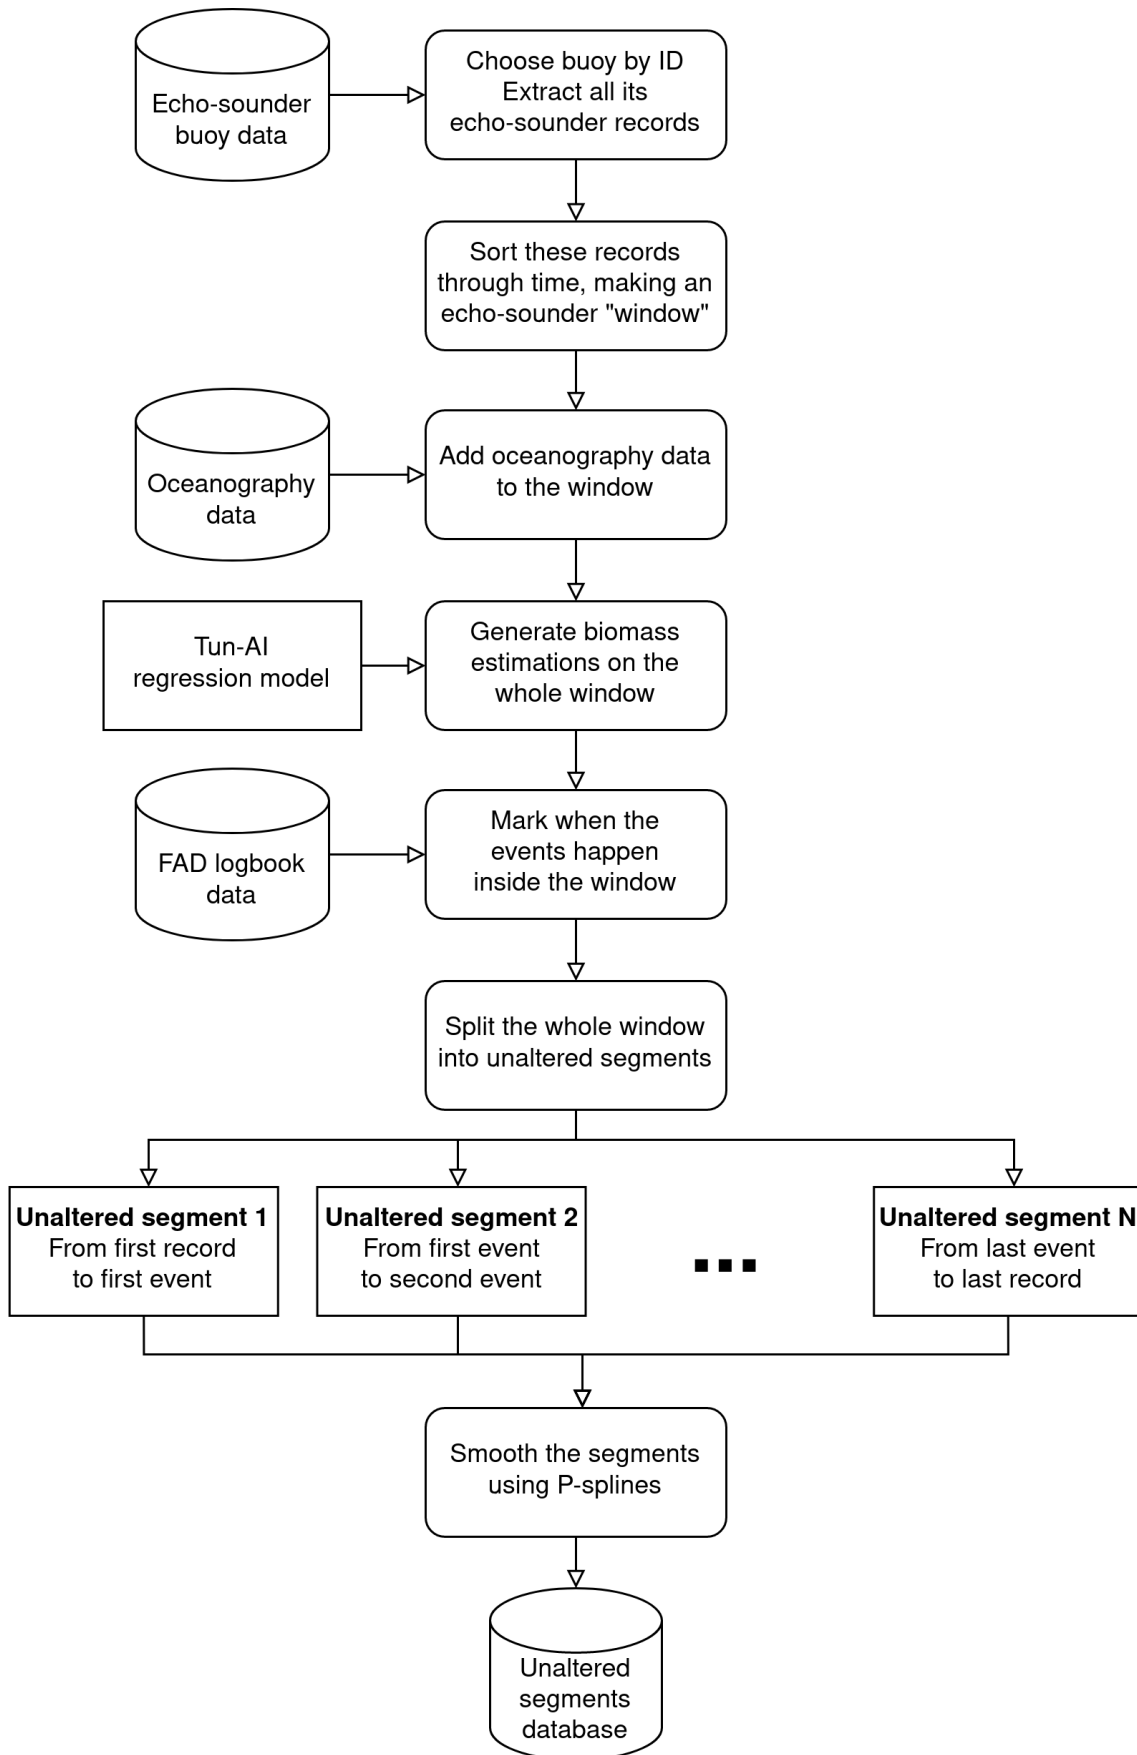 Echo-sounder
buoy data
Choose buoy by ID
Extract all its
echo-sounder records
Sort these records
through time, making an
echo-sounder "window"
Oceanography
data
Add oceanography data
to the window
Tun-AI
regression model
Generate biomass
estimations on the
whole window
FAD logbook
data
Mark when the
events happen
inside the window
Split the whole window
into unaltered segments
Unaltered segment 1
From first record
to first event
Unaltered segment 2
From first event
to second event
...
Unaltered segment N
From last event
to last record
Smooth the segments
using P-splines
Unaltered
segments
database